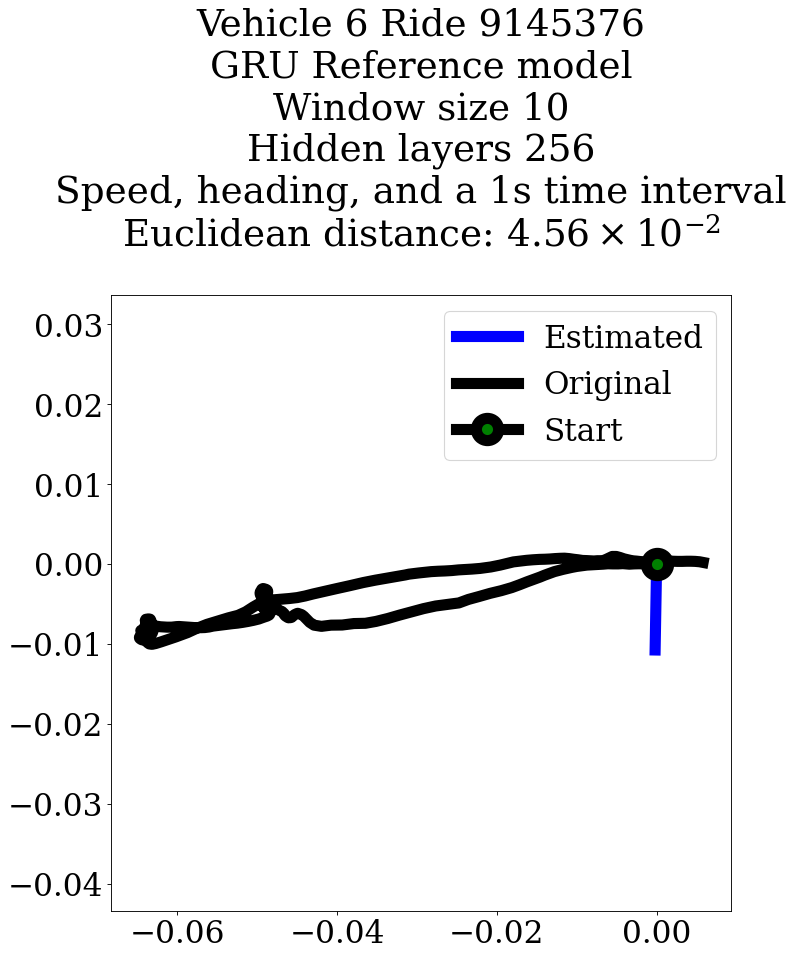 Vehicle 6 Ride 9145376
GRU Reference model
Window size 10
Hidden layers 256
Speed, heading, and a 1s time interval
Euclidean distance: 4.56 × 10⁻²
Estimated
Original
Start
0.03
0.02
0.01
0.00
−0.01
−0.02
−0.03
−0.04
−0.06 −0.04 −0.02 0.00